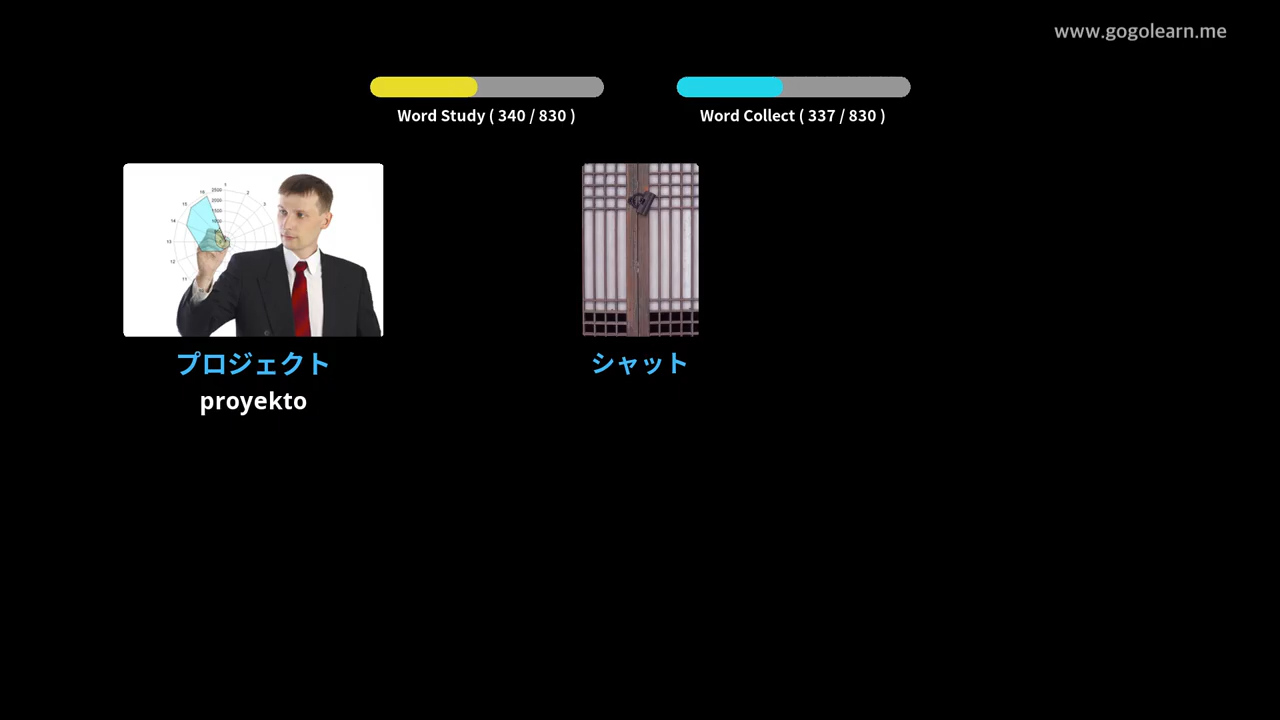 www.gogolearn.me
Word Study ( 340 / 830 )
Word Collect ( 337 / 830 )
プロジェクト
proyekto
シャット